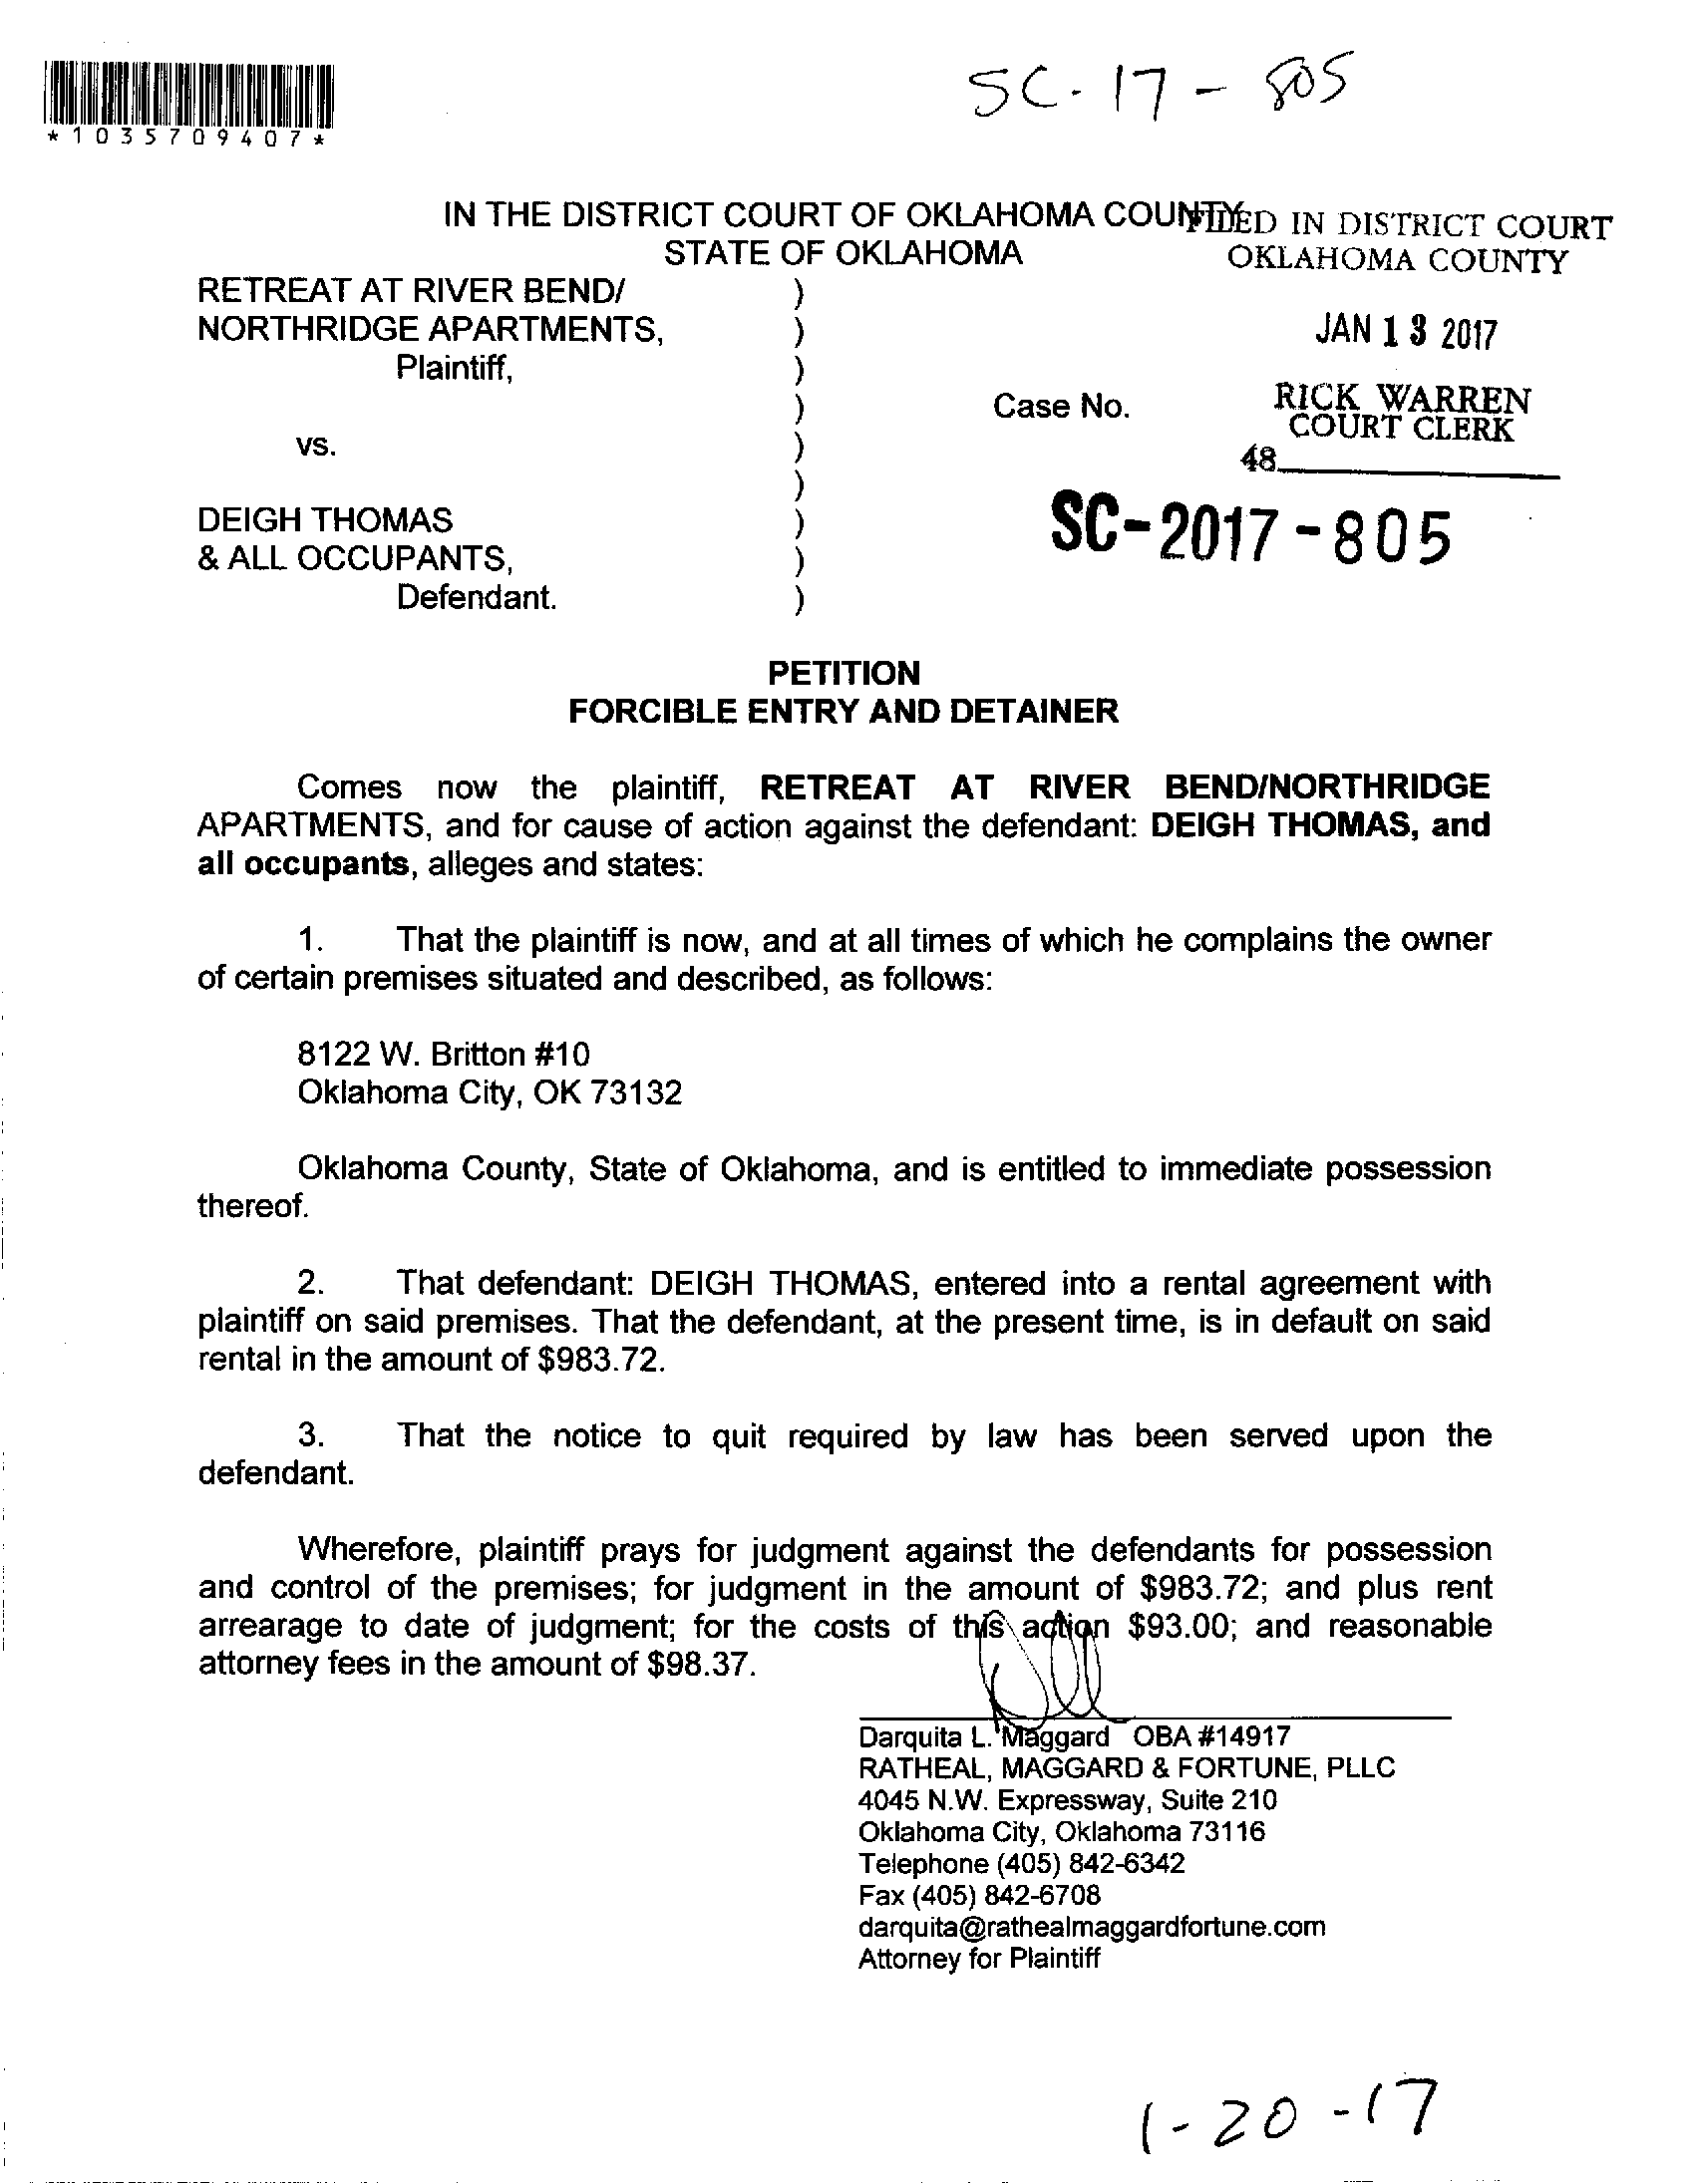 SC-17-805
*1035709407*
IN THE DISTRICT COURT OF OKLAHOMA COUNTY
FILED IN DISTRICT COURT
STATE OF OKLAHOMA
OKLAHOMA COUNTY
RETREAT AT RIVER BEND/ )
NORTHRIDGE APARTMENTS, )
JAN 13 2017
Plaintiff, )
) Case No.
RICK WARREN
COURT CLERK
vs. )
48
)
DEIGH THOMAS )
SC-2017-805
& ALL OCCUPANTS, )
Defendant. )
PETITION
FORCIBLE ENTRY AND DETAINER
Comes now the plaintiff, RETREAT AT RIVER BEND/NORTHRIDGE
APARTMENTS, and for cause of action against the defendant: DEIGH THOMAS, and
all occupants, alleges and states:
1. That the plaintiff is now, and at all times of which he complains the owner
of certain premises situated and described, as follows:
8122 W. Britton #10
Oklahoma City, OK 73132
Oklahoma County, State of Oklahoma, and is entitled to immediate possession
thereof.
2. That defendant: DEIGH THOMAS, entered into a rental agreement with
plaintiff on said premises. That the defendant, at the present time, is in default on said
rental in the amount of $983.72.
3. That the notice to quit required by law has been served upon the
defendant.
Wherefore, plaintiff prays for judgment against the defendants for possession
and control of the premises; for judgment in the amount of $983.72; and plus rent
arrearage to date of judgment; for the costs of this action $93.00; and reasonable
attorney fees in the amount of $98.37.
Darquita L. Maggard OBA #14917
RATHEAL, MAGGARD & FORTUNE, PLLC
4045 N.W. Expressway, Suite 210
Oklahoma City, Oklahoma 73116
Telephone (405) 842-6342
Fax (405) 842-6708
darquita@rathealmaggardfortune.com
Attorney for Plaintiff
1-20-17